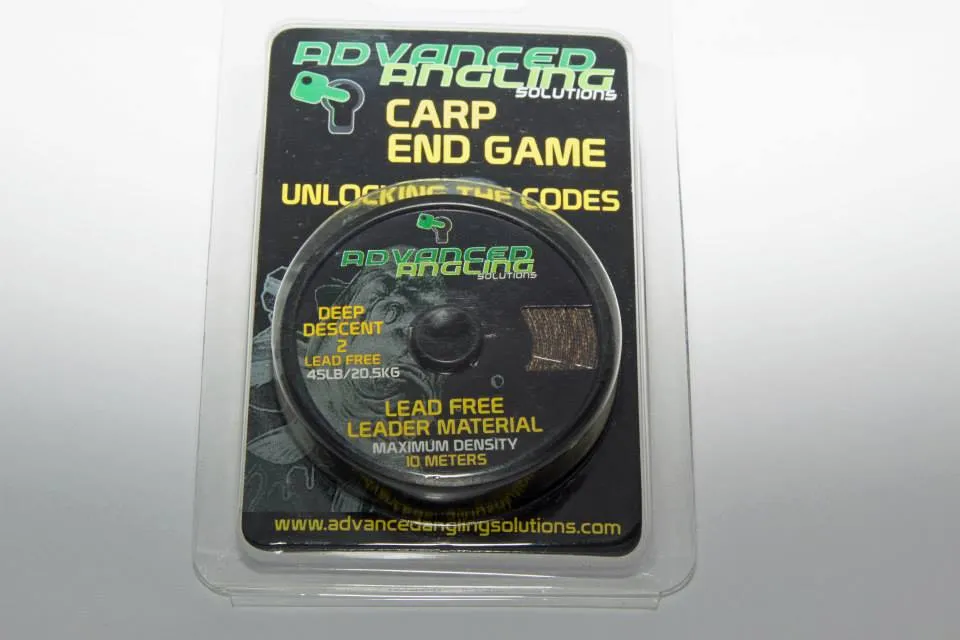 ADVANCED
ANGLING
SOLUTIONS
CARP
END GAME
UNLOCKING THE CODES
ADVANCED
ANGLING
SOLUTIONS
DEEP
DESCENT
2
LEAD FREE
45LB/20.5KG
LEAD FREE
LEADER MATERIAL
MAXIMUM DENSITY
10 METERS
www.advancedanglingsolutions.com